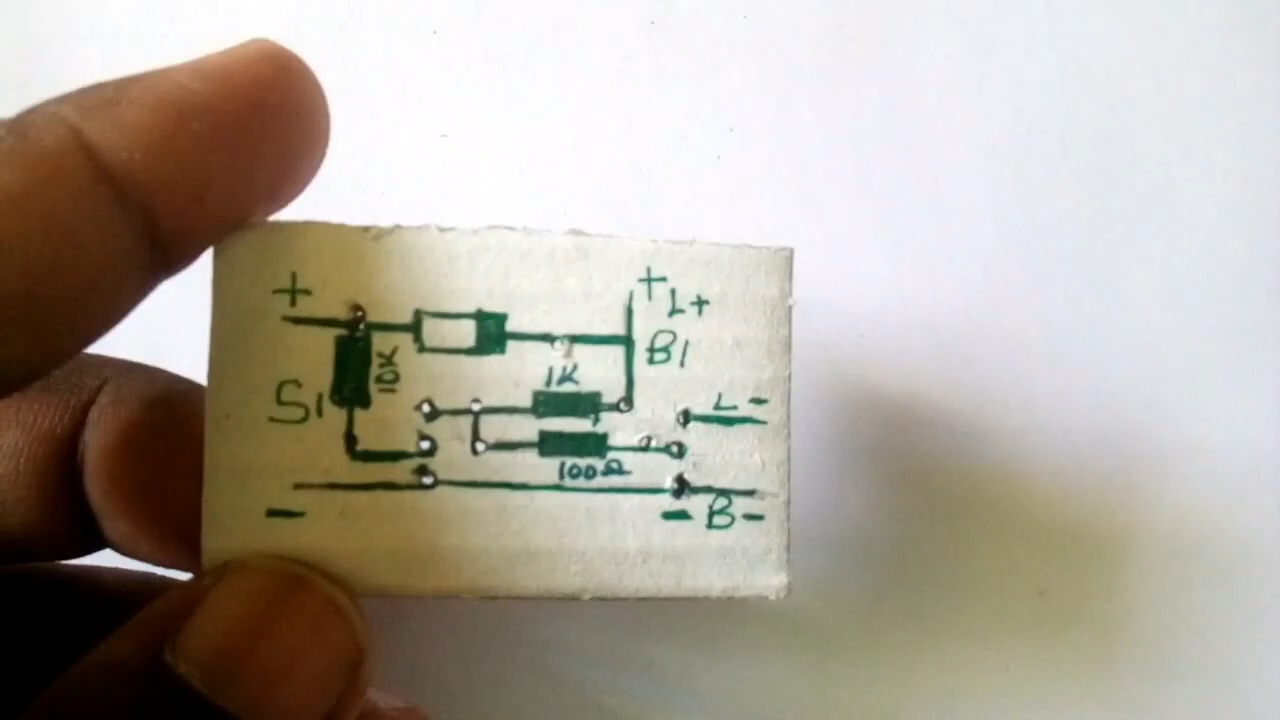 + + L+
10K B1
S1 1K L-
100Ω
- - B-